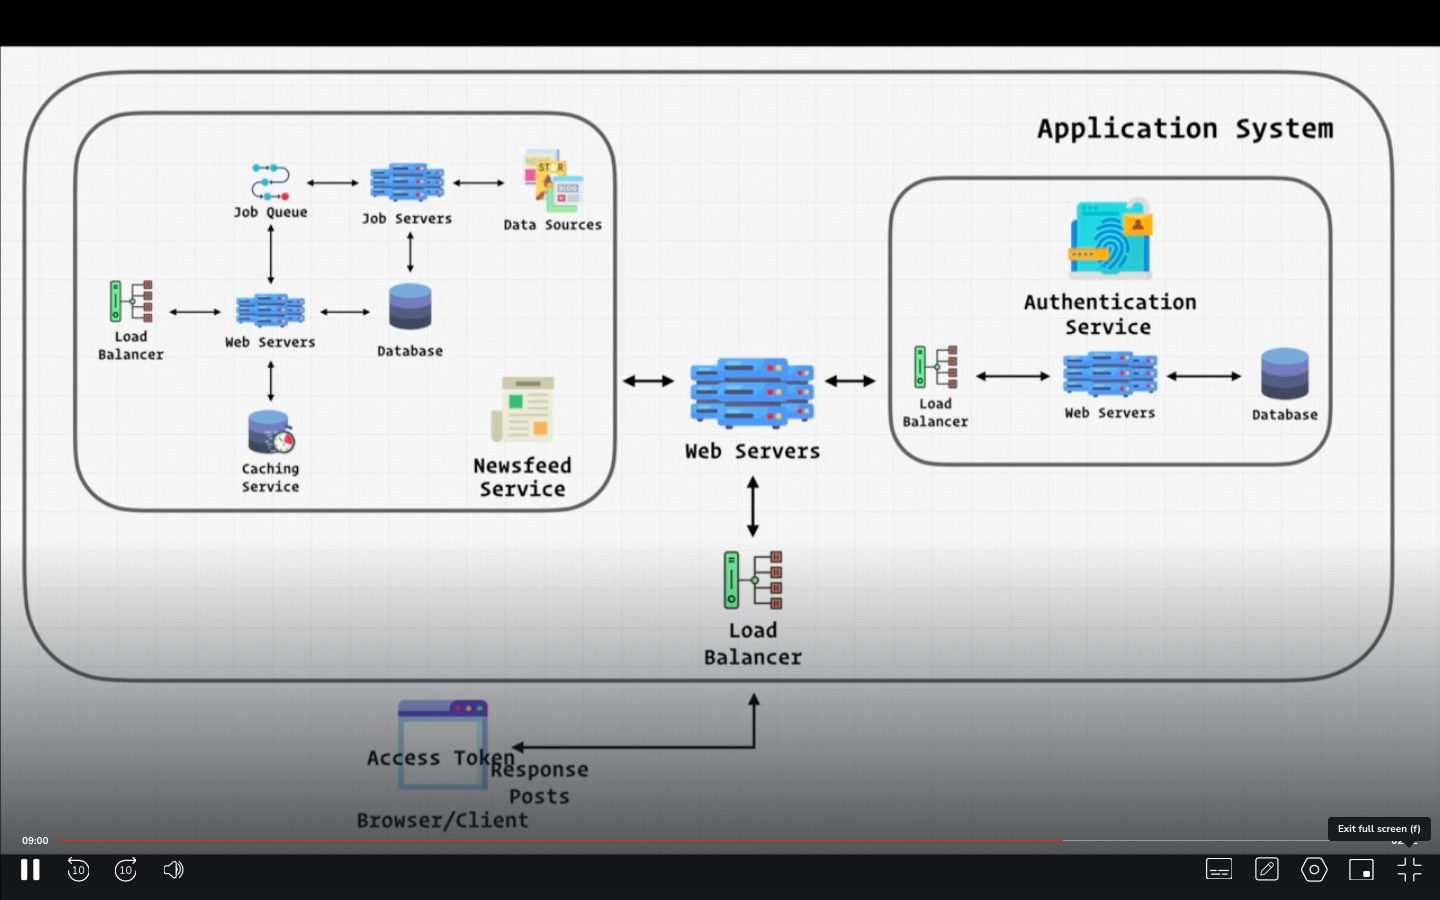 Application System
Job Queue
Job Servers
Data Sources
Load
Balancer
Web Servers
Database
Caching
Service
Newsfeed
Service
Web Servers
Authentication
Service
Load
Balancer
Web Servers
Database
Load
Balancer
Access Token
Response
Posts
Browser/Client
09:00
Exit full screen (f)
10
10